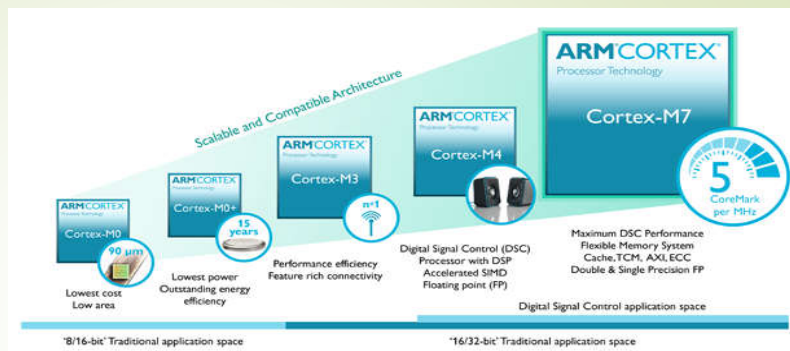 Scalable and Compatible Architecture
ARM CORTEX
Processor Technology
Cortex-M0
90 µm
Lowest cost
Low area
ARM CORTEX
Processor Technology
Cortex-M0+
15
years
Lowest power
Outstanding energy
efficiency
ARM CORTEX
Processor Technology
Cortex-M3
n+1
Performance efficiency
Feature rich connectivity
ARM CORTEX
Processor Technology
Cortex-M4
Digital Signal Control (DSC)
Processor with DSP
Accelerated SIMD
Floating point (FP)
ARM CORTEX
Processor Technology
Cortex-M7
5
CoreMark
per MHz
Maximum DSC Performance
Flexible Memory System
Cache, TCM, AXI, ECC
Double & Single Precision FP
Digital Signal Control application space
'8/16-bit' Traditional application space
'16/32-bit' Traditional application space